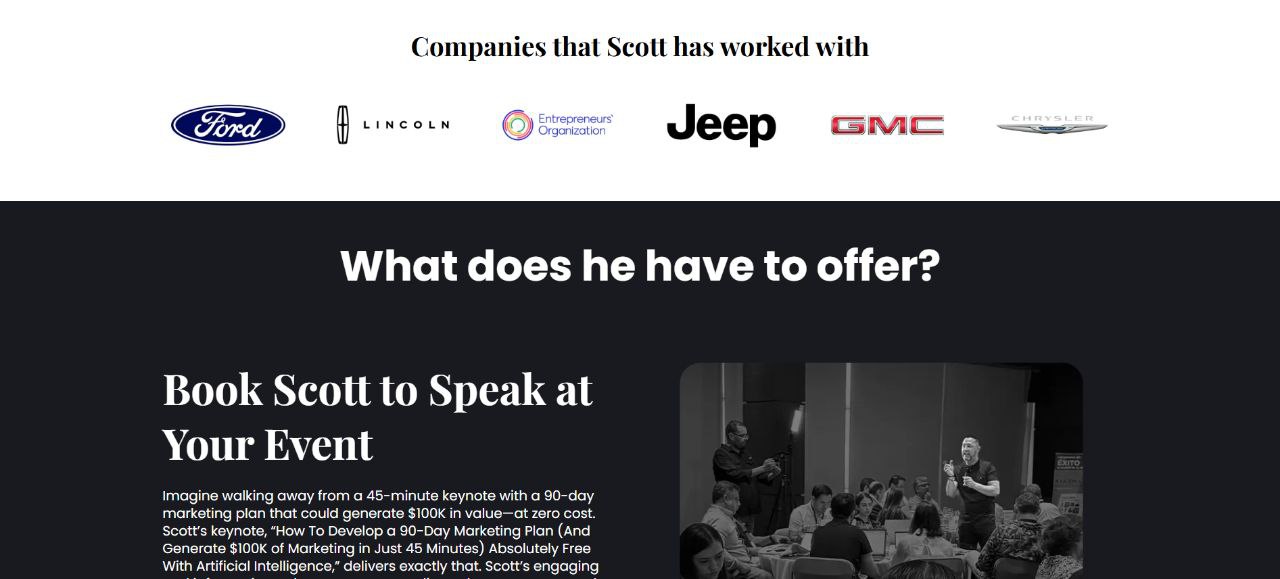 Companies that Scott has worked with
Ford
LINCOLN
Entrepreneurs'
Organization
Jeep
GMC
CHRYSLER
What does he have to offer?
Book Scott to Speak at
Your Event
Imagine walking away from a 45-minute keynote with a 90-day
marketing plan that could generate $100K in value—at zero cost.
Scott's keynote, “How To Develop a 90-Day Marketing Plan (And
Generate $100K of Marketing in Just 45 Minutes) Absolutely Free
With Artificial Intelligence,” delivers exactly that. Scott's engaging
ÉXITO